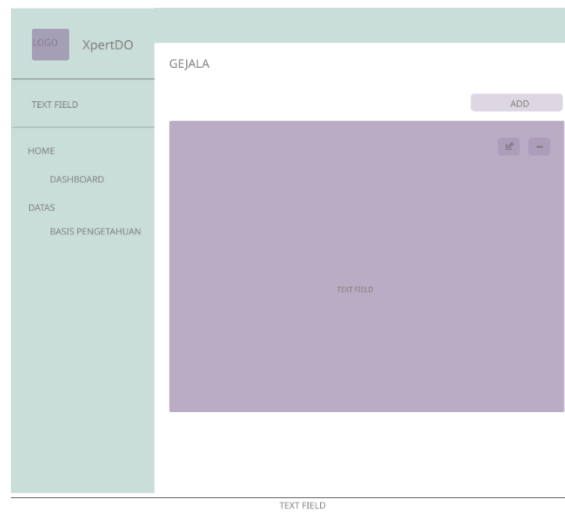 LOGO
XpertDO
TEXT FIELD
HOME
DASHBOARD
DATAS
BASIS PENGETAHUAN
GEJALA
ADD
TEXT FIELD
TEXT FIELD